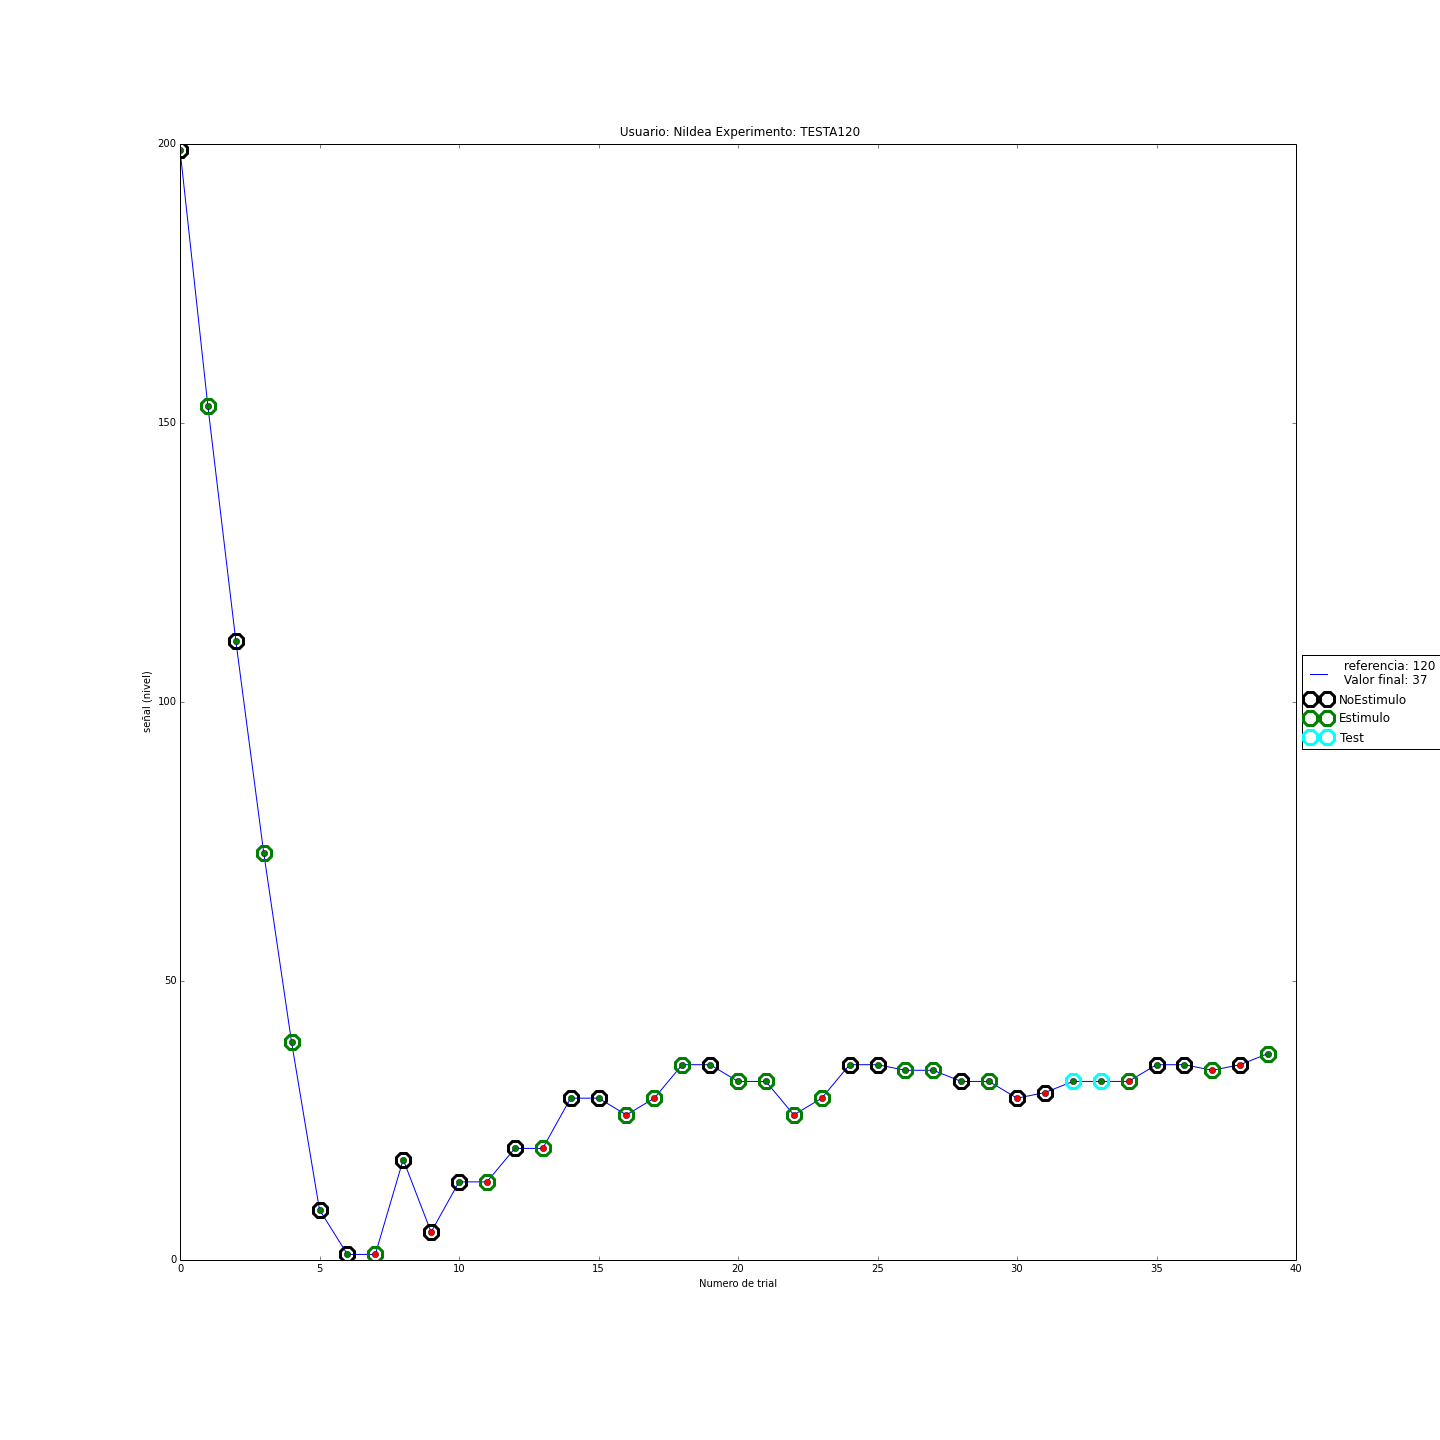 Usuario: NiIdea Experimento: TESTA120
200
150
100
50
0
señal (nivel)
0 5 10 15 20 25 30 35 40
Numero de trial
referencia: 120
Valor final: 37
NoEstimulo
Estimulo
Test